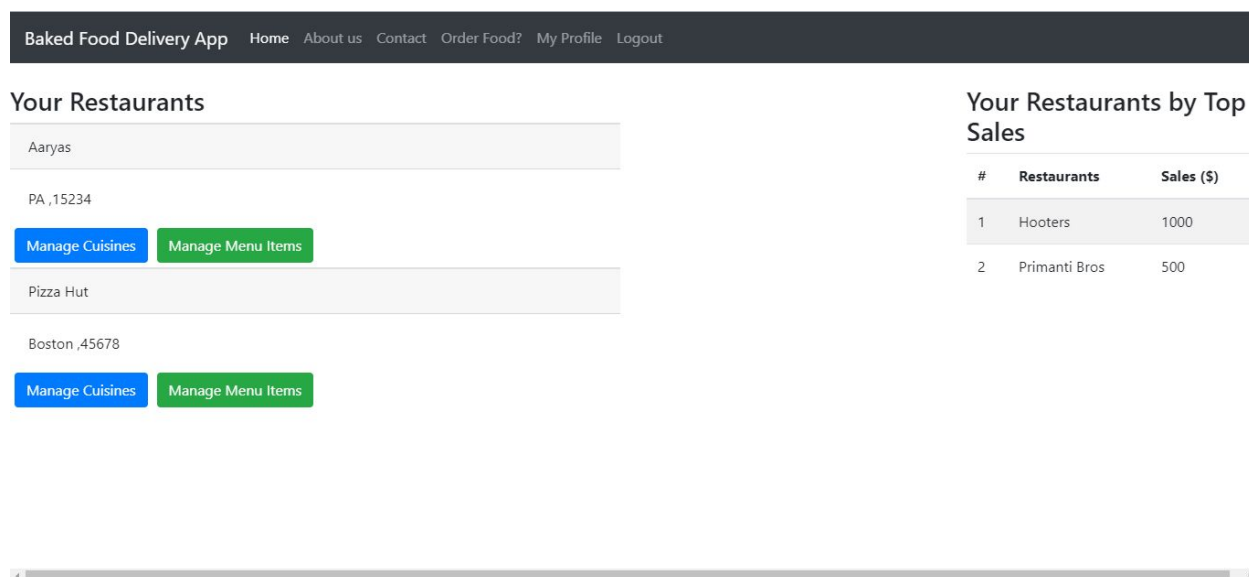 Baked Food Delivery App Home About us Contact Order Food? My Profile Logout
Your Restaurants
Aaryas
PA ,15234
Manage Cuisines Manage Menu Items
Pizza Hut
Boston ,45678
Manage Cuisines Manage Menu Items
Your Restaurants by Top
Sales
# Restaurants Sales ($)
1 Hooters 1000
2 Primanti Bros 500